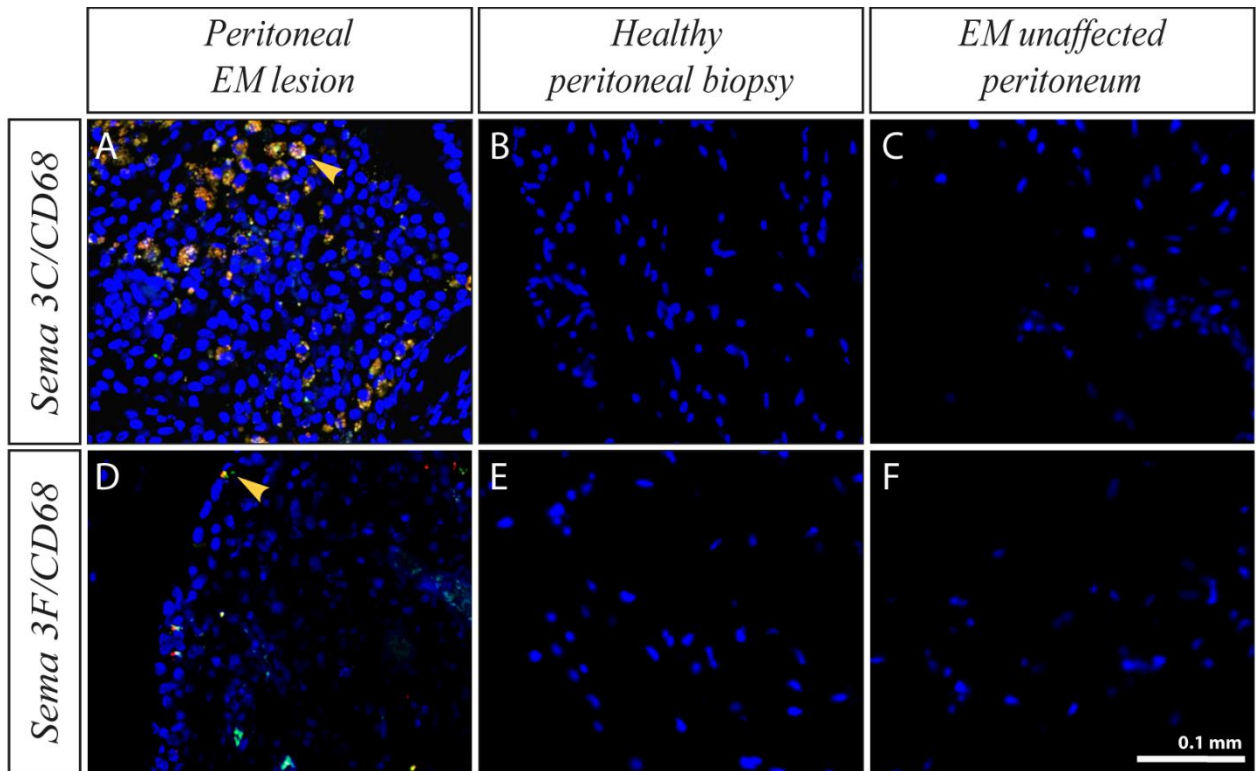 Peritoneal
EM lesion
Healthy
peritoneal biopsy
EM unaffected
peritoneum
Sema 3C/CD68
A
B
C
Sema 3F/CD68
D
E
F
0.1 mm